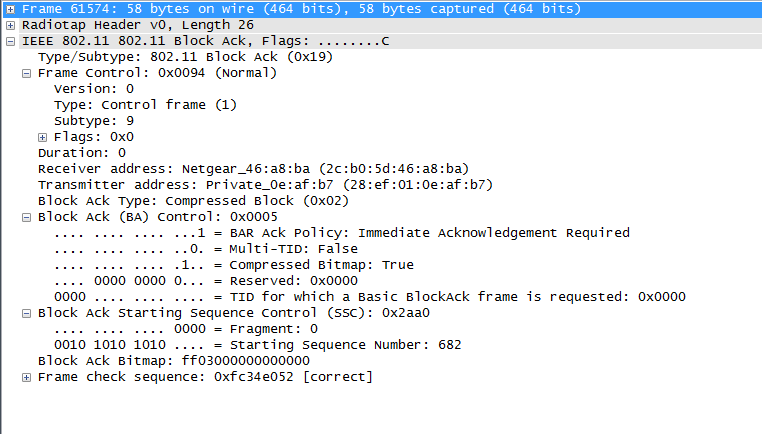 Frame 61574: 58 bytes on wire (464 bits), 58 bytes captured (464 bits)
Radiotap Header v0, Length 26
IEEE 802.11 802.11 Block Ack, Flags: ........C
Type/Subtype: 802.11 Block Ack (0x19)
Frame Control: 0x0094 (Normal)
Version: 0
Type: Control frame (1)
Subtype: 9
Flags: 0x0
Duration: 0
Receiver address: Netgear_46:a8:ba (2c:b0:5d:46:a8:ba)
Transmitter address: Private_0e:af:b7 (28:ef:01:0e:af:b7)
Block Ack Type: Compressed Block (0x02)
Block Ack (BA) Control: 0x0005
.... .... .... ...1 = BAR Ack Policy: Immediate Acknowledgement Required
.... .... .... ..0. = Multi-TID: False
.... .... .... .1.. = Compressed Bitmap: True
.... 0000 0000 0... = Reserved: 0x0000
0000 .... .... .... = TID for which a Basic BlockAck frame is requested: 0x0000
Block Ack Starting Sequence Control (SSC): 0x2aa0
.... .... .... 0000 = Fragment: 0
0010 1010 1010 .... = Starting Sequence Number: 682
Block Ack Bitmap: ff03000000000000
Frame check sequence: 0xfc34e052 [correct]